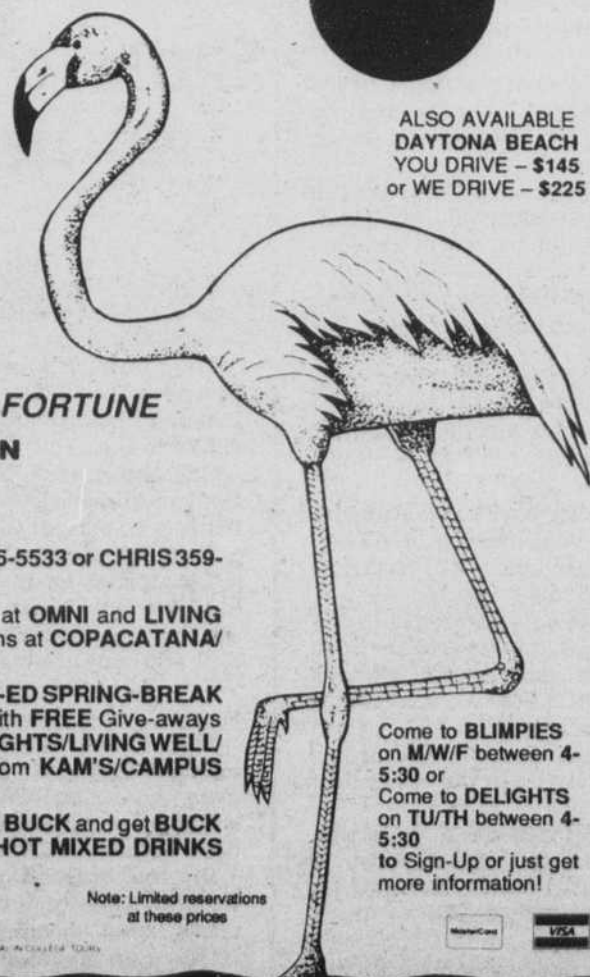 ALSO AVAILABLE
DAYTONA BEACH
YOU DRIVE – $145
or WE DRIVE – $225
FORTUNE
N
6-5533 or CHRIS 359-
at OMNI and LIVING
ns at COPACATANA/
-ED SPRING-BREAK
ith FREE Give-aways
GHTS/LIVING WELL/
om KAM'S/CAMPUS
BUCK and get BUCK
HOT MIXED DRINKS
Note: Limited reservations
at these prices
Come to BLIMPIES
on M/W/F between 4-
5:30 or
Come to DELIGHTS
on TU/TH between 4-
5:30
to Sign-Up or just get
more information!
MasterCard
VISA